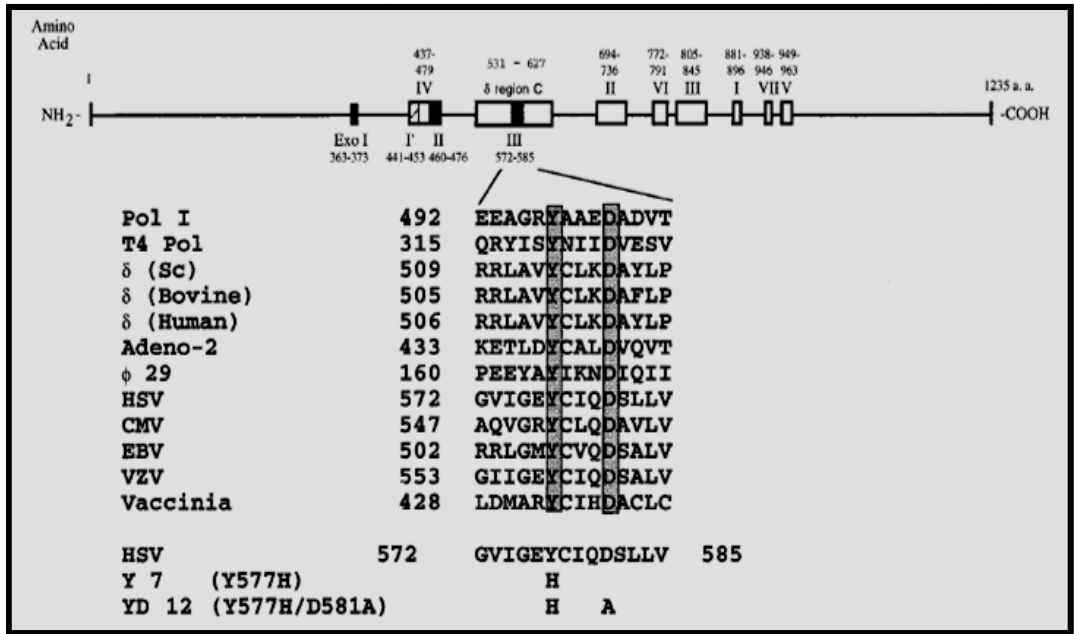 Amino
Acid
437- 694- 772- 805- 881- 938- 949-
479 531 – 627 736 791 845 896 946 963
1 IV δ region C II VI III I VII V 1235 a. a.
NH2- -COOH
Exo I I' II III
363-373 441-453 460-476 572-585
Pol I 492 EEAGRYAAEDADVT
T4 Pol 315 QRYISYNIIDVESV
δ (Sc) 509 RRLAVYCLKDAYLP
δ (Bovine) 505 RRLAVYCLKDAFLP
δ (Human) 506 RRLAVYCLKDAYLP
Adeno-2 433 KETLDYCALDVQVT
ϕ 29 160 PEEYAYIKNDIQII
HSV 572 GVIGEYCIQDSLLV
CMV 547 AQVGRYCLQDAVLV
EBV 502 RRLGMYCVQDSALV
VZV 553 GIIGEYCIQDSALV
Vaccinia 428 LDMARYCIHDACLC
HSV 572 GVIGEYCIQDSLLV 585
Y 7 (Y577H) H
YD 12 (Y577H/D581A) H A